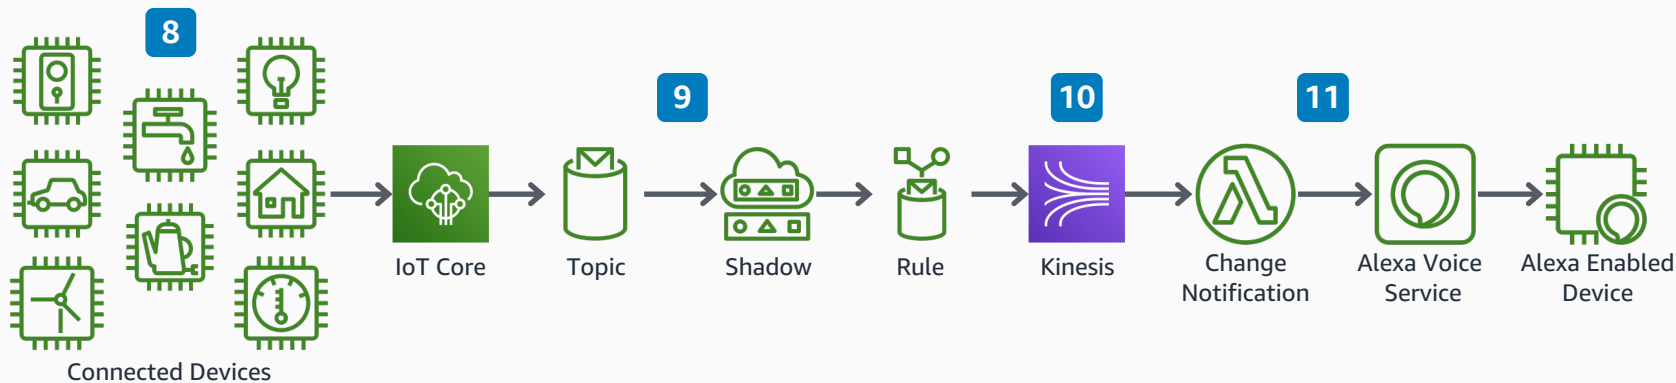 8
9
10
11
IoT Core
Topic
Shadow
Rule
Kinesis
Change
Notification
Alexa Voice
Service
Alexa Enabled
Device
Connected Devices